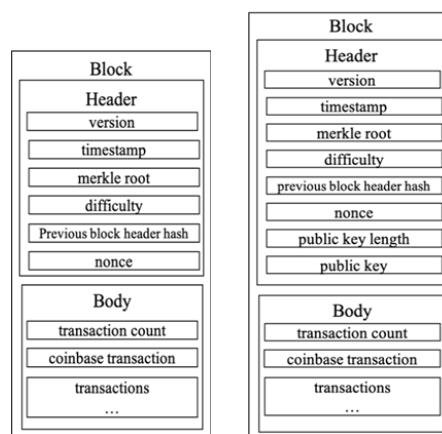 Block
Header
version
timestamp
merkle root
difficulty
Previous block header hash
nonce
Body
transaction count
coinbase transaction
transactions
...
Block
Header
version
timestamp
merkle root
difficulty
previous block header hash
nonce
public key length
public key
Body
transaction count
coinbase transaction
transactions
...